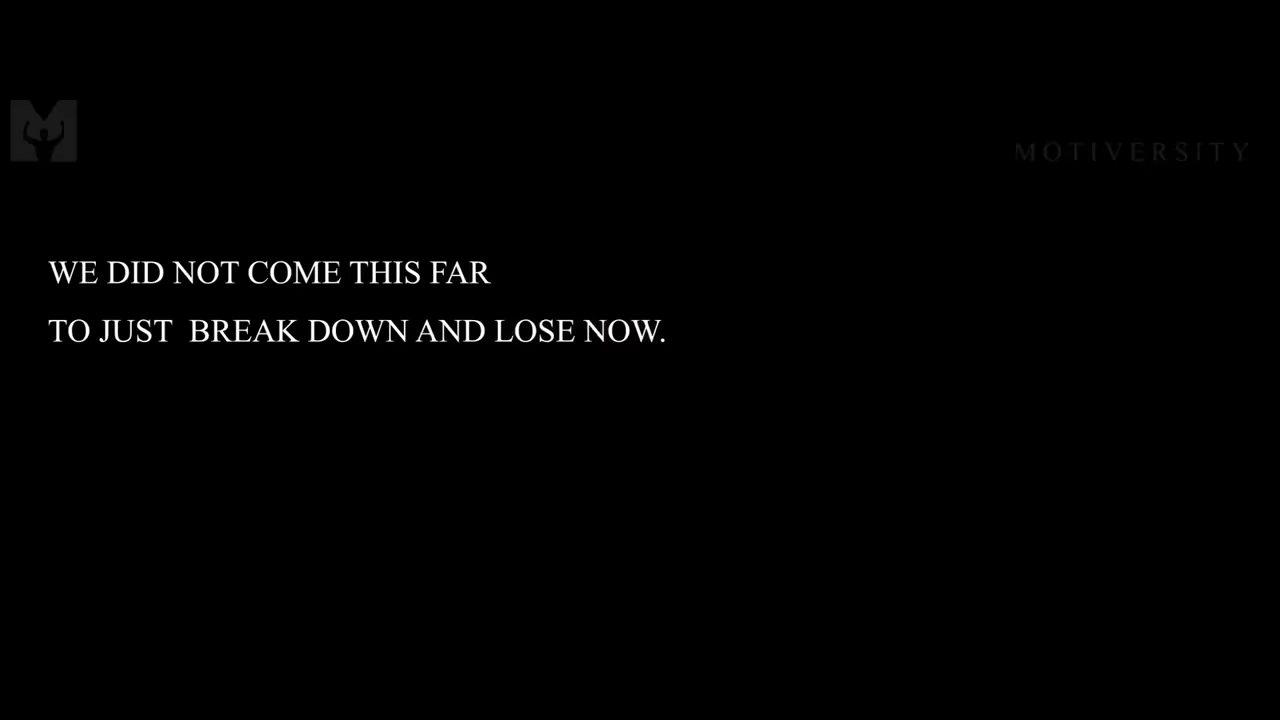 MOTIVERSITY
WE DID NOT COME THIS FAR
TO JUST  BREAK DOWN AND LOSE NOW.